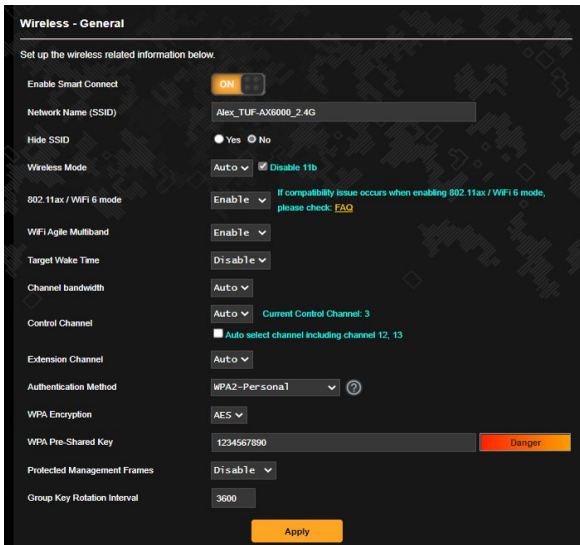 Wireless - General
Set up the wireless related information below.
Enable Smart Connect ON
Network Name (SSID) Alex_TUF-AX6000_2.4G
Hide SSID Yes No
Wireless Mode Auto Disable 11b
802.11ax / WiFi 6 mode Enable If compatibility issue occurs when enabling 802.11ax / WiFi 6 mode,
please check: FAQ
WiFi Agile Multiband Enable
Target Wake Time Disable
Channel bandwidth Auto
Control Channel Auto Current Control Channel: 3
Auto select channel including channel 12, 13
Extension Channel Auto
Authentication Method WPA2-Personal ?
WPA Encryption AES
WPA Pre-Shared Key 1234567890 Danger
Protected Management Frames Disable
Group Key Rotation Interval 3600
Apply